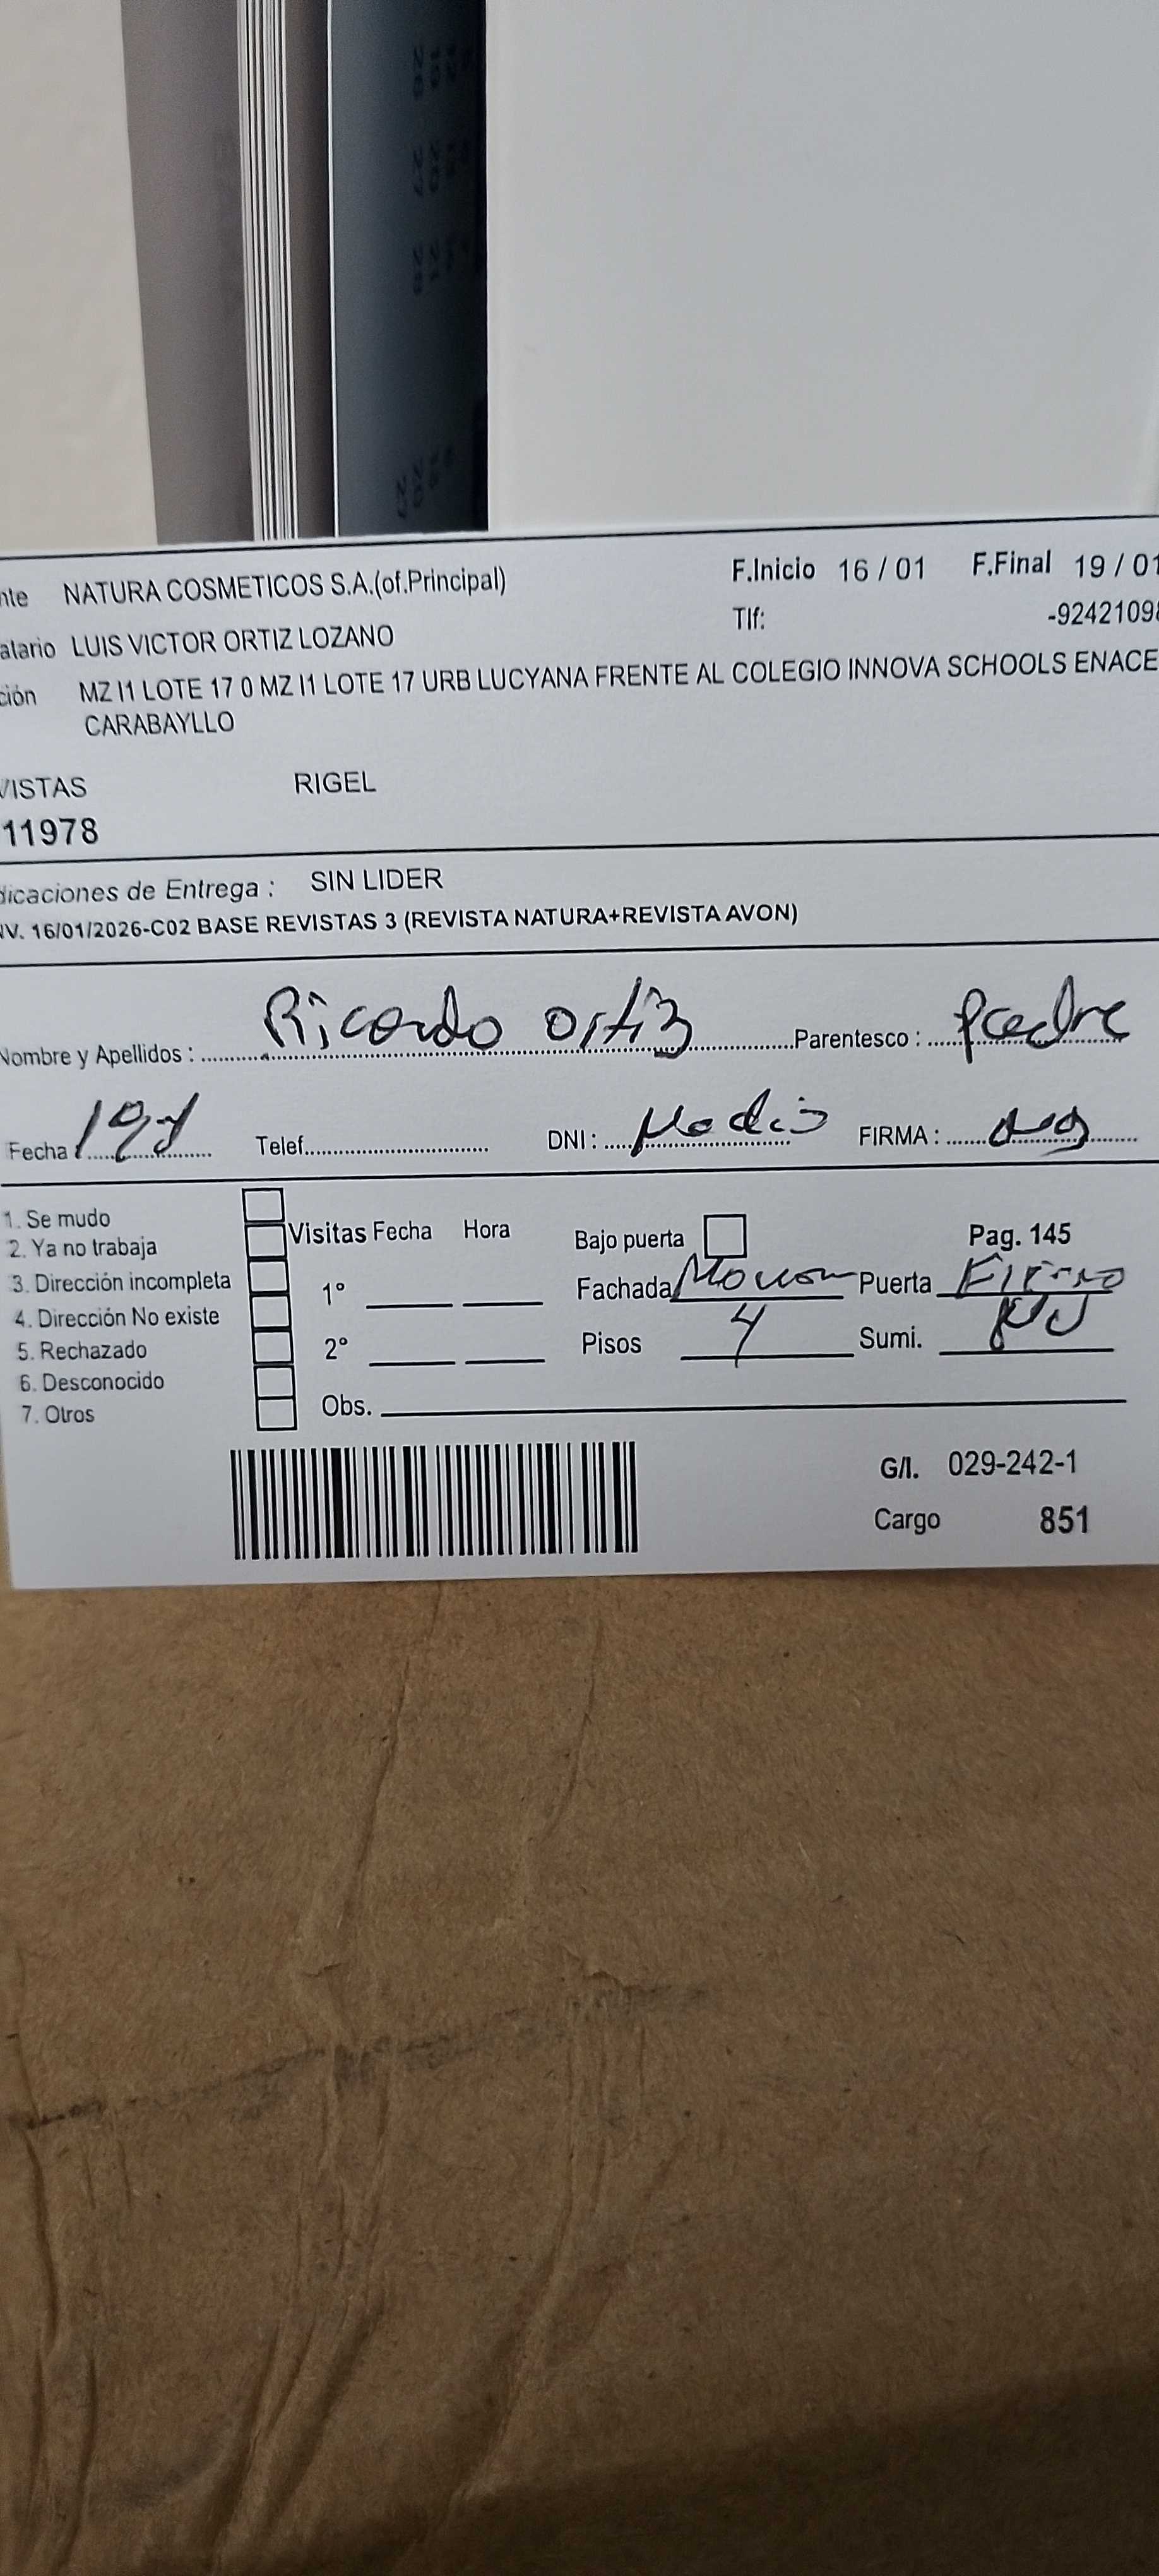 nte NATURA COSMETICOS S.A.(of.Principal) F.Inicio 16 / 01 F.Final 19 / 01
Tlf: -92421098
alario LUIS VICTOR ORTIZ LOZANO
ción MZ I1 LOTE 17 0 MZ I1 LOTE 17 URB LUCYANA FRENTE AL COLEGIO INNOVA SCHOOLS ENACE
CARABAYLLO
VISTAS RIGEL
11978
dicaciones de Entrega : SIN LIDER
NV. 16/01/2026-C02 BASE REVISTAS 3 (REVISTA NATURA+REVISTA AVON)
Nombre y Apellidos : Ricardo Ortiz Parentesco : Padre
Fecha Telef. DNI : FIRMA :
1. Se mudo
2. Ya no trabaja
3. Dirección incompleta
4. Dirección No existe
5. Rechazado
6. Desconocido
7. Otros
Visitas Fecha Hora
1°
2°
Obs.
Bajo puerta Pag. 145
Fachada Puerta Fierro
Pisos 4 Sumi.
G/I. 029-242-1
Cargo 851